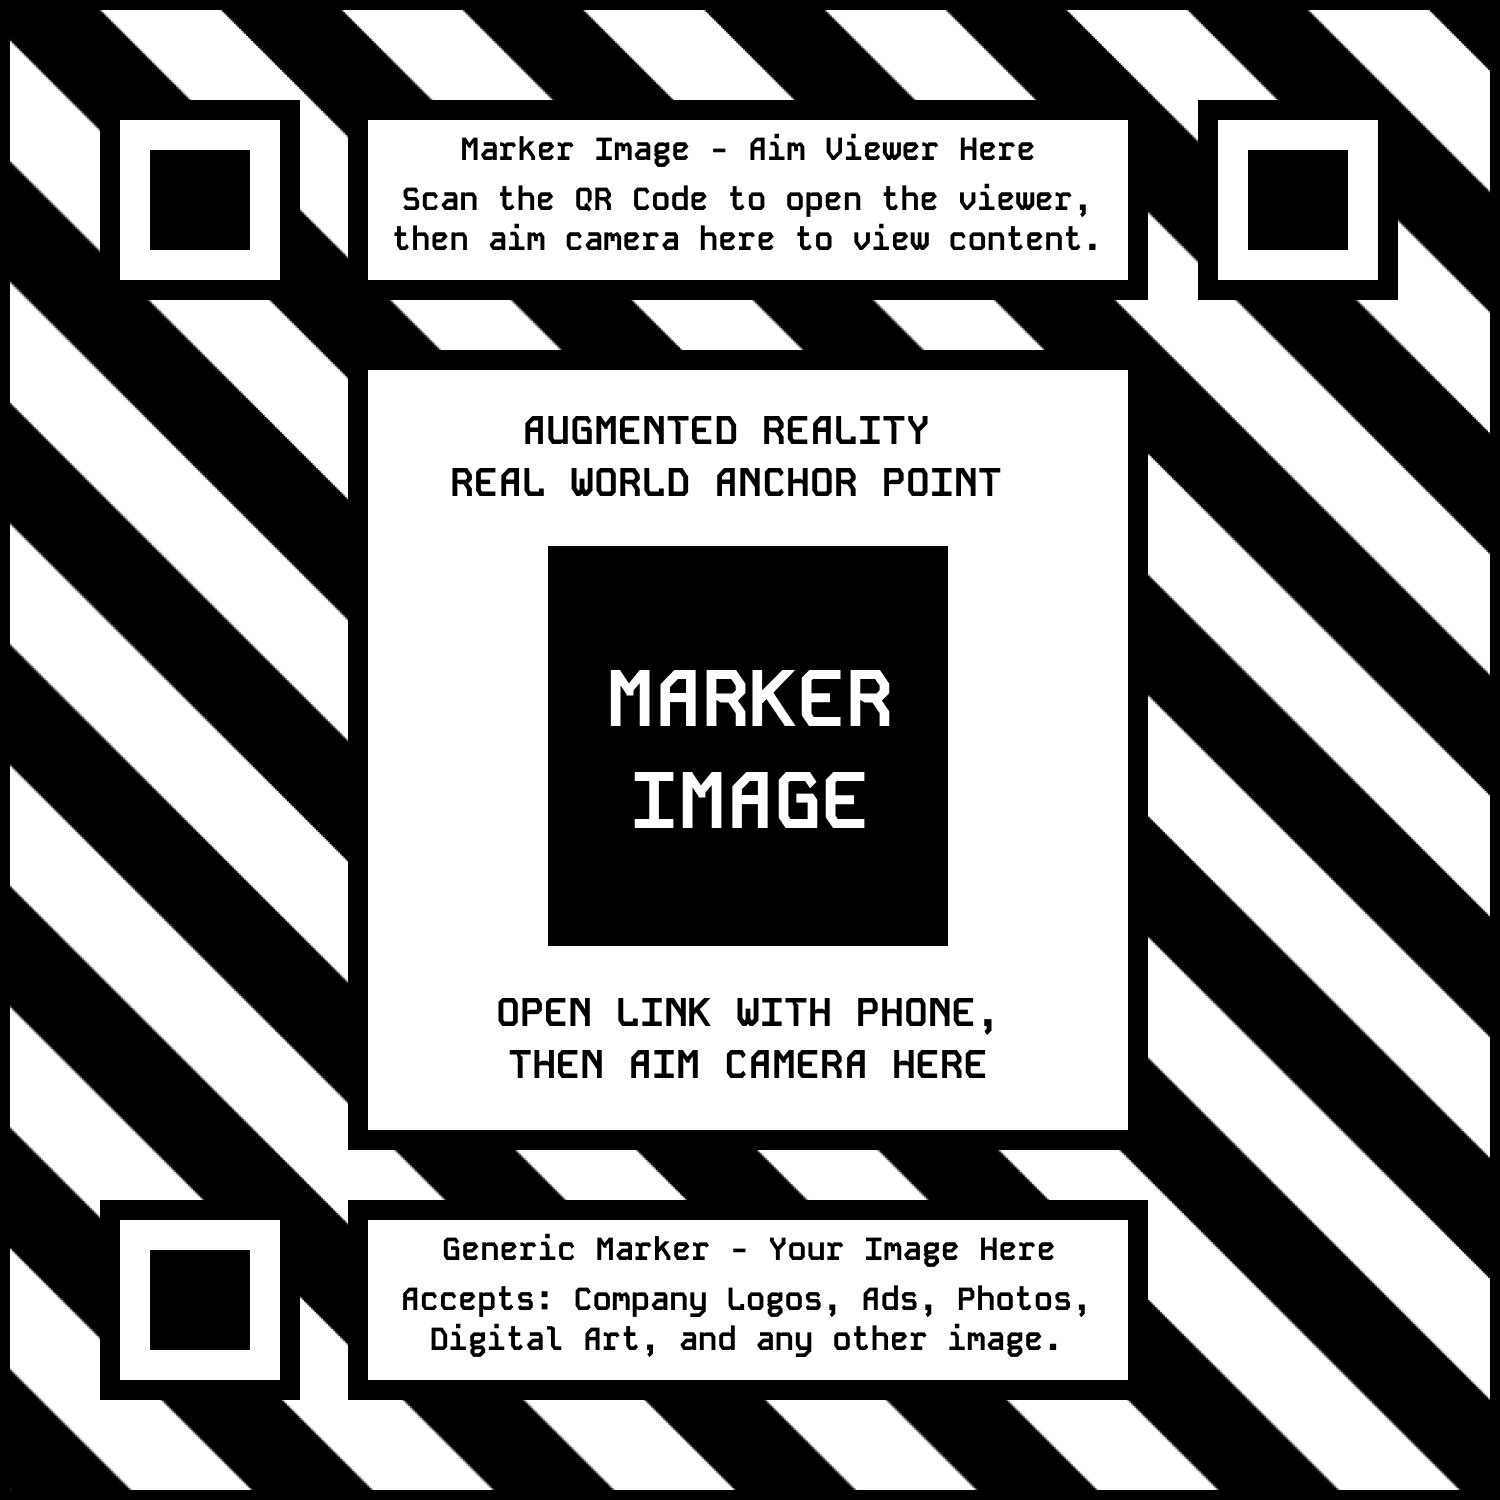 Marker Image - Aim Viewer Here
Scan the QR Code to open the viewer,
then aim camera here to view content.
AUGMENTED REALITY
REAL WORLD ANCHOR POINT
MARKER
IMAGE
OPEN LINK WITH PHONE,
THEN AIM CAMERA HERE
Generic Marker - Your Image Here
Accepts: Company Logos, Ads, Photos,
Digital Art, and any other image.